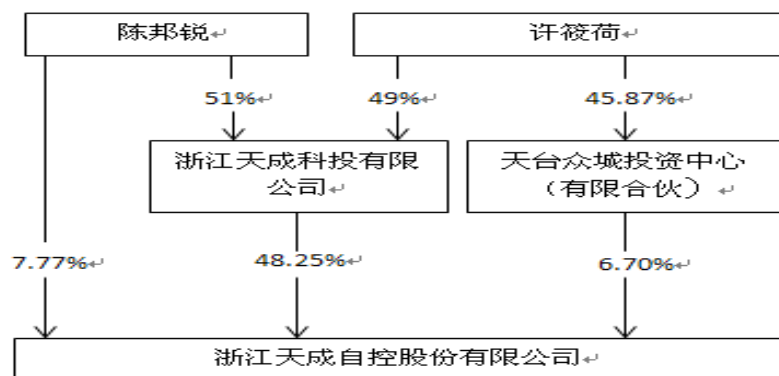 陈邦锐↵
许筱荷↵
51%↵
49%↵
45.87%↵
浙江天成科投有限
公司↵
天台众城投资中心
（有限合伙）↵
7.77%↵
48.25%↵
6.70%↵
浙江天成自控股份有限公司↵